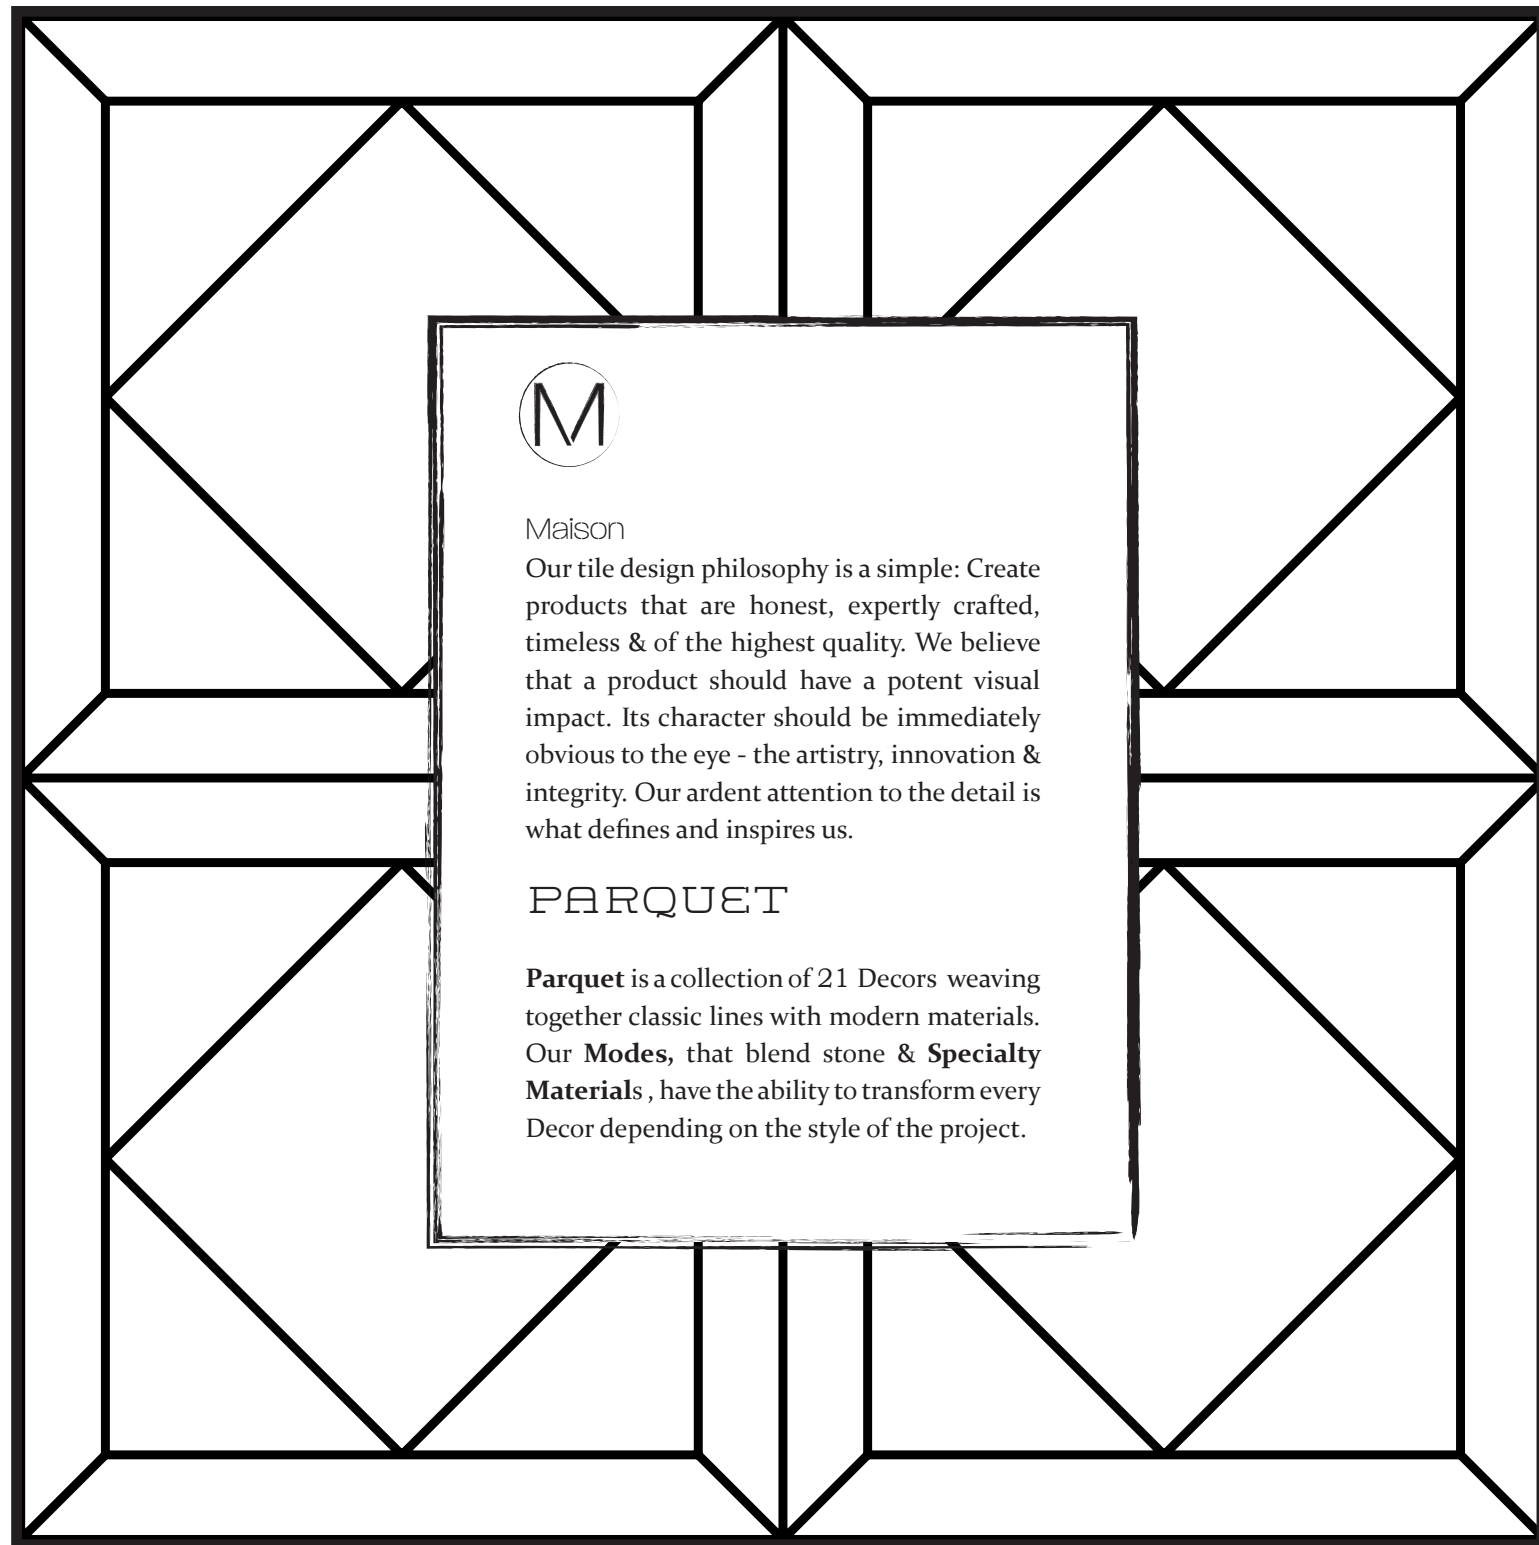 M
Maison
Our tile design philosophy is a simple: Create
products that are honest, expertly crafted,
timeless & of the highest quality. We believe
that a product should have a potent visual
impact. Its character should be immediately
obvious to the eye - the artistry, innovation &
integrity. Our ardent attention to the detail is
what defines and inspires us.
PARQUET
Parquet is a collection of 21 Decors weaving
together classic lines with modern materials.
Our Modes, that blend stone & Specialty
Materials , have the ability to transform every
Decor depending on the style of the project.